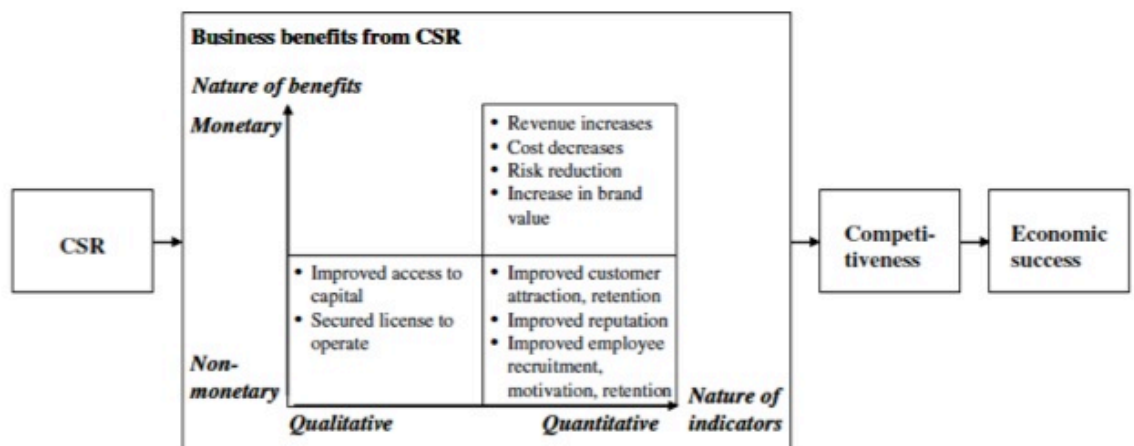 Business benefits from CSR
Nature of benefits
Monetary
• Revenue increases
• Cost decreases
• Risk reduction
• Increase in brand
value
CSR
• Improved access to
capital
• Secured license to
operate
• Improved customer
attraction, retention
• Improved reputation
• Improved employee
recruitment,
motivation, retention
Non-
monetary
Qualitative
Quantitative
Nature of
indicators
Competi-
tiveness
Economic
success